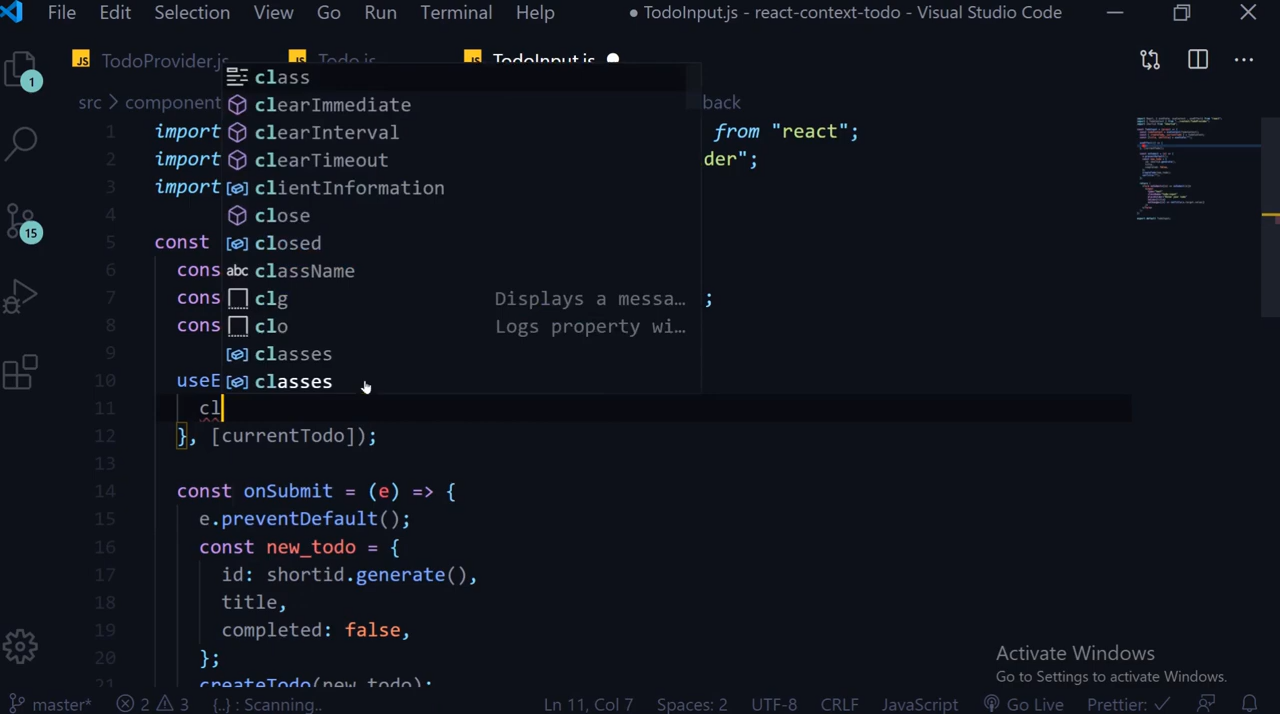 File Edit Selection View Go Run Terminal Help ● TodoInput.js - react-context-todo - Visual Studio Code
JS TodoProvider.js JS Todo.js JS TodoInput.js
1
src > component back
1 import from "react";
2 import der";
3 import
4
5 const
6 cons
7 cons ;
8 cons
9
10 useE
11 cl
12 }, [currentTodo]);
13
14 const onSubmit = (e) => {
15 e.preventDefault();
16 const new_todo = {
17 id: shortid.generate(),
18 title,
19 completed: false,
20 };
21 createTodo(new_todo);
class
clearImmediate
clearInterval
clearTimeout
clientInformation
close
closed
abc className
clg Displays a messa…
clo Logs property wi…
classes
classes
15
Activate Windows
Go to Settings to activate Windows.
master* 2 3 {..} : Scanning.. Ln 11, Col 7 Spaces: 2 UTF-8 CRLF JavaScript Go Live Prettier: ✓